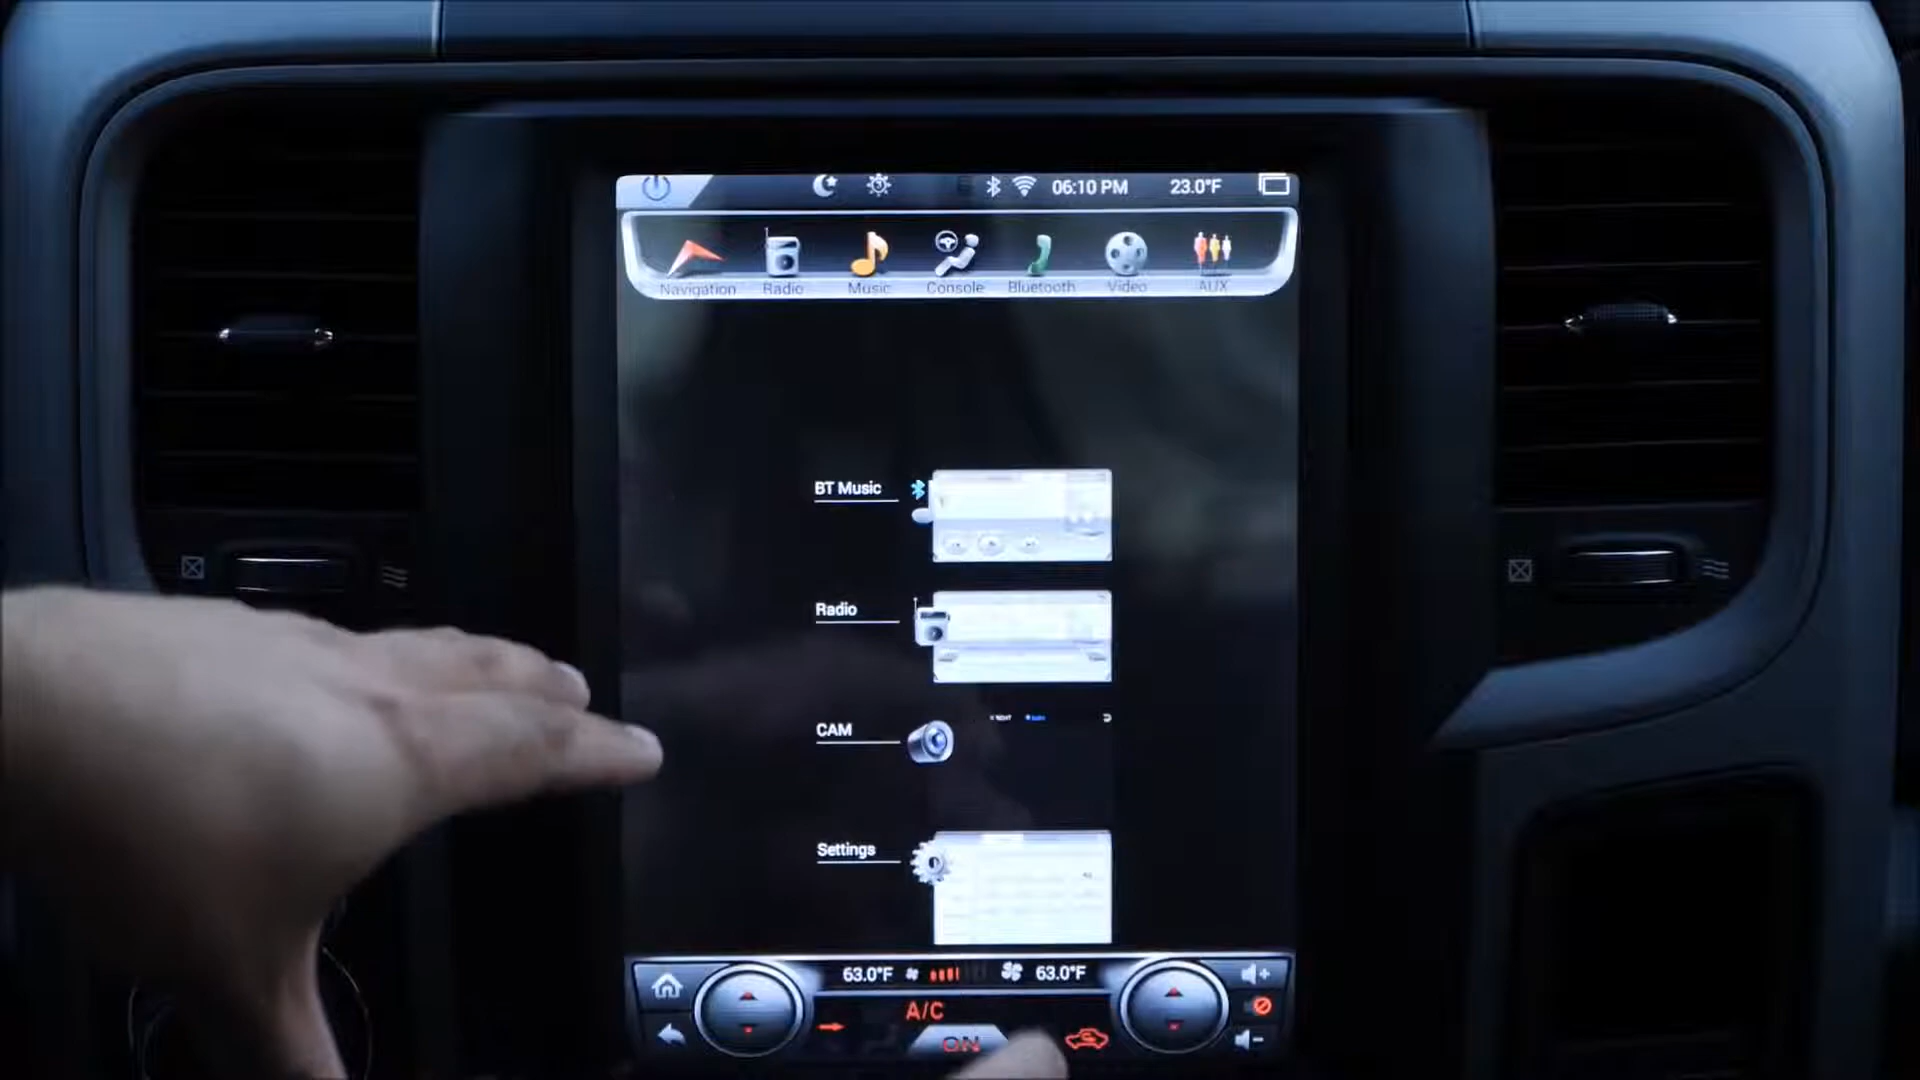 06:10 PM 23.0°F
Navigation Radio Music Console Bluetooth Video AUX
BT Music
Radio
CAM
Settings
63.0°F 63.0°F
A/C
ON